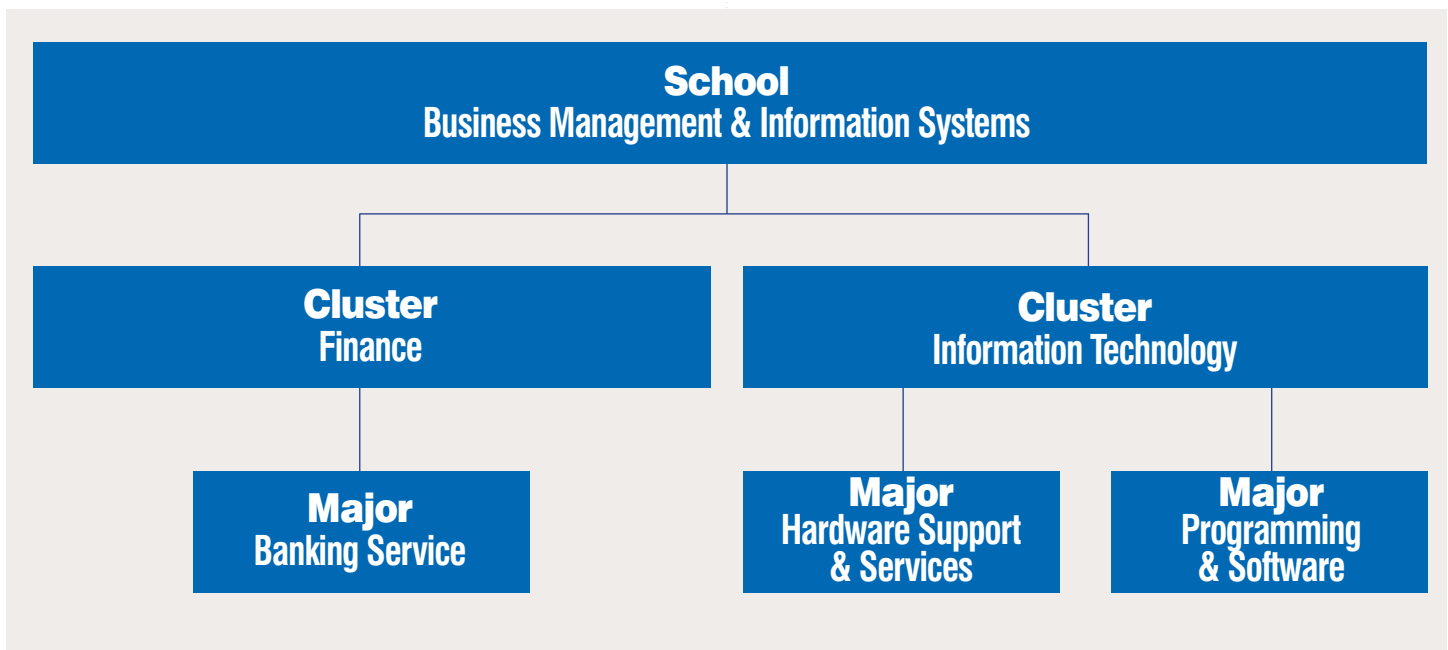 School
Business Management & Information Systems
Cluster
Finance
Cluster
Information Technology
Major
Banking Service
Major
Hardware Support
& Services
Major
Programming
& Software